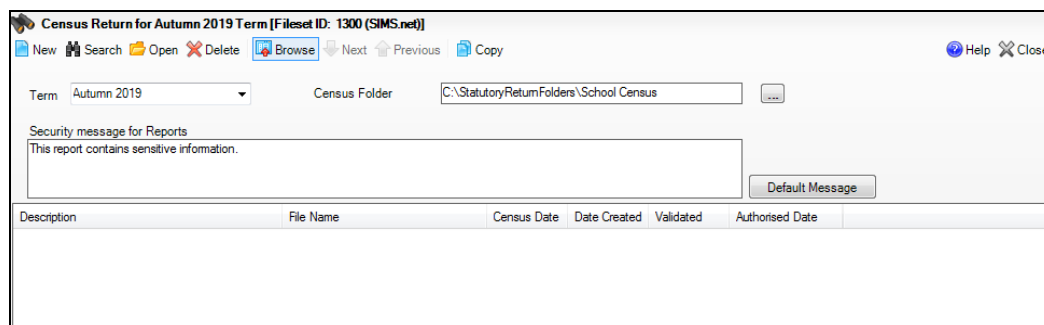 Census Return for Autumn 2019 Term [Fileset ID: 1300 (SIMS.net)]
New Search Open Delete Browse Next Previous Copy Help Close
Term Autumn 2019 Census Folder C:\StatutoryReturnFolders\School Census ...
Security message for Reports
This report contains sensitive information.
Default Message
Description File Name Census Date Date Created Validated Authorised Date